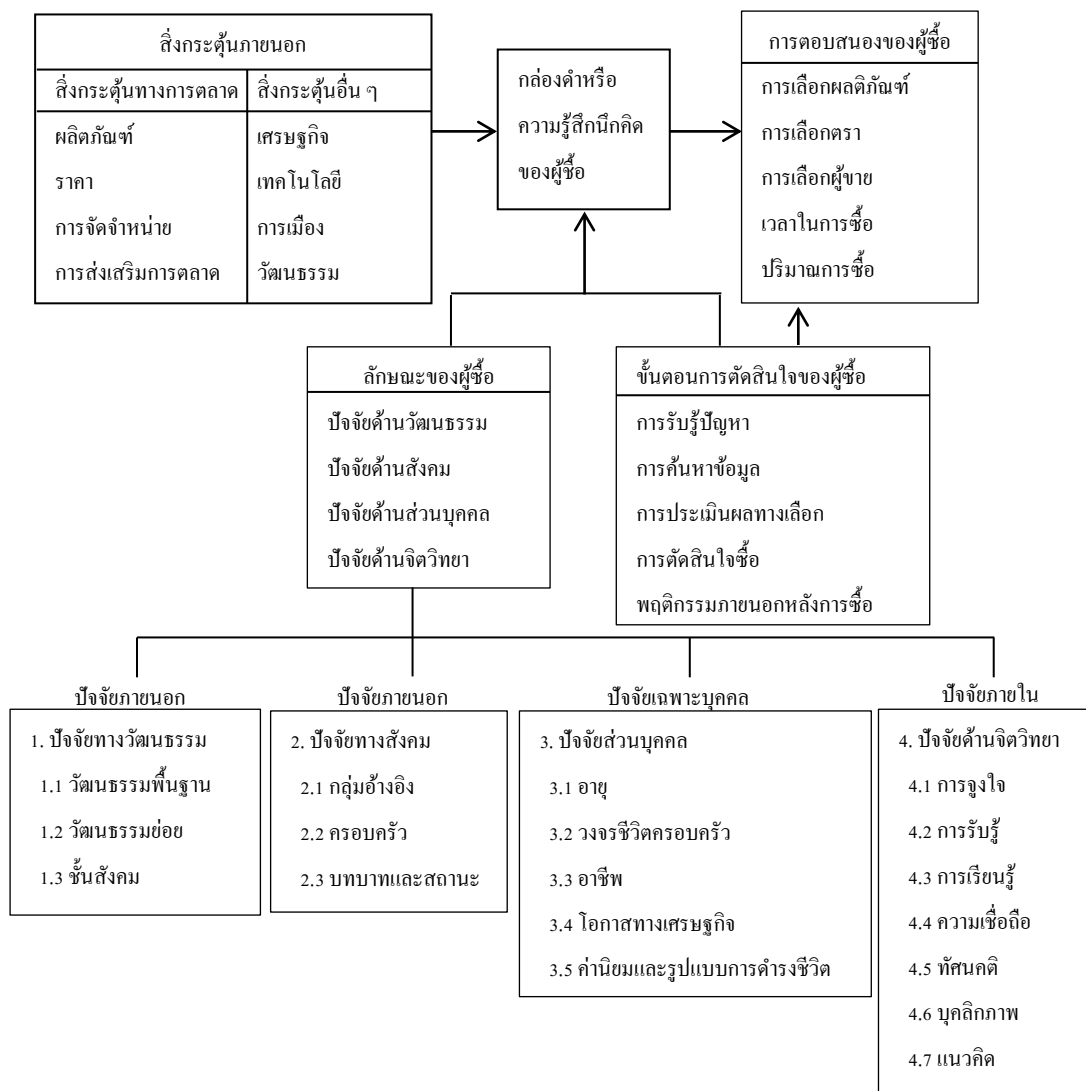 สิ่งกระตุ้นภายนอก
สิ่งกระตุ้นทางการตลาด
ผลิตภัณฑ์
ราคา
การจัดจำหน่าย
การส่งเสริมการตลาด
สิ่งกระตุ้นอื่น ๆ
เศรษฐกิจ
เทคโนโลยี
การเมือง
วัฒนธรรม
กล่องดำหรือ
ความรู้สึกนึกคิด
ของผู้ซื้อ
การตอบสนองของผู้ซื้อ
การเลือกผลติภัณฑ์
การเลือกตรา
การเลือกผู้ขาย
เวลาในการซื้อ
ปริมาณการซื้อ
ลักษณะของผู้ซื้อ
ปัจจัยด้านวัฒนธรรม
ปัจจัยด้านสังคม
ปัจจัยด้านส่วนบุคคล
ปัจจัยด้านจิตวิทยา
ขั้นตอนการตัดสินใจของผู้ซื้อ
การรับรู้ปัญหา
การค้นหาข้อมูล
การประเมินผลทางเลือก
การตัดสินใจซื้อ
พฤติกรรมภายนอกหลังการซื้อ
ปัจจัยภายนอก
1. ปัจจัยทางวัฒนธรรม
1.1 วัฒนธรรมพื้นฐาน
1.2 วัฒนธรรมย่อย
1.3 ชั้นสังคม
ปัจจัยภายนอก
2. ปัจจัยทางสังคม
2.1 กลุ่มอ้างอิง
2.2 ครอบครัว
2.3 บทบาทและสถานะ
ปัจจัยเฉพาะบุคคล
3. ปัจจัยส่วนบุคคล
3.1 อายุ
3.2 วงจรชีวิตครอบครัว
3.3 อาชีพ
3.4 โอกาสทางเศรษฐกิจ
3.5 ค่านิยมและรูปแบบการดำรงชีวิต
ปัจจัยภายใน
4. ปัจจัยด้านจิตวิทยา
4.1 การจูงใจ
4.2 การรับรู้
4.3 การเรียนรู้
4.4 ความเชื่อถือ
4.5 ทัศนคติ
4.6 บุคลิกภาพ
4.7 แนวคิด